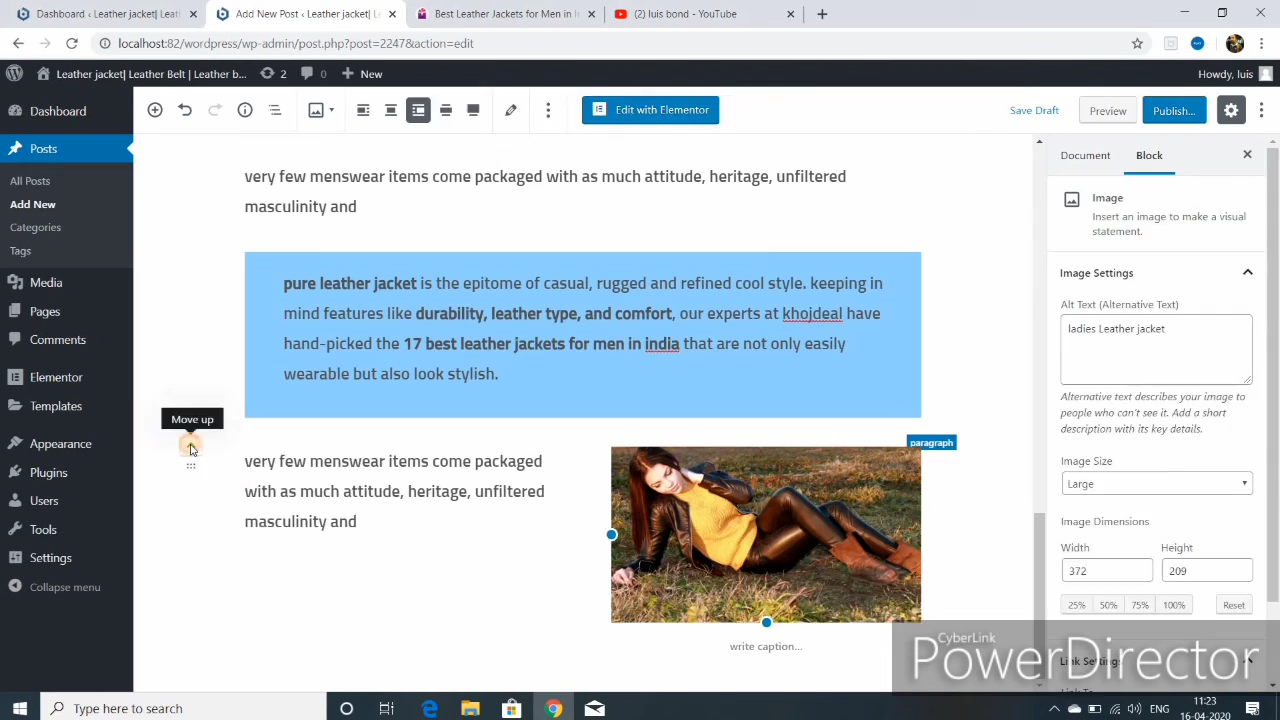 Add New Post ‹ Leather jacket| L
Add New Post ‹ Leather jacket| Le
Best Leather Jackets for Men in In
(2) luis bond - YouTube
localhost:82/wordpress/wp-admin/post.php?post=2247&action=edit
Leather jacket| Leather Belt | Leather b...
2
0
New
Howdy, luis
Dashboard
Posts
All Posts
Add New
Categories
Tags
Media
Pages
Comments
Elementor
Templates
Appearance
Plugins
Users
Tools
Settings
Collapse menu
Edit with Elementor
Save Draft
Preview
Publish...
very few menswear items come packaged with as much attitude, heritage, unfiltered
masculinity and
pure leather jacket is the epitome of casual, rugged and refined cool style. keeping in
mind features like durability, leather type, and comfort, our experts at khojdeal have
hand-picked the 17 best leather jackets for men in india that are not only easily
wearable but also look stylish.
Move up
paragraph
very few menswear items come packaged
with as much attitude, heritage, unfiltered
masculinity and
write caption...
Document
Block
Image
Insert an image to make a visual
statement.
Image Settings
Alt Text (Alternative Text)
ladies Leather jacket
Alternative text describes your image to
people who can't see it. Add a short
description with its key details.
Image Size
Large
Image Dimensions
Width
Height
372
209
25%
50%
75%
100%
Reset
Link Settings
Link To
CyberLink
PowerDirector
Type here to search
11:23
16-04-2020